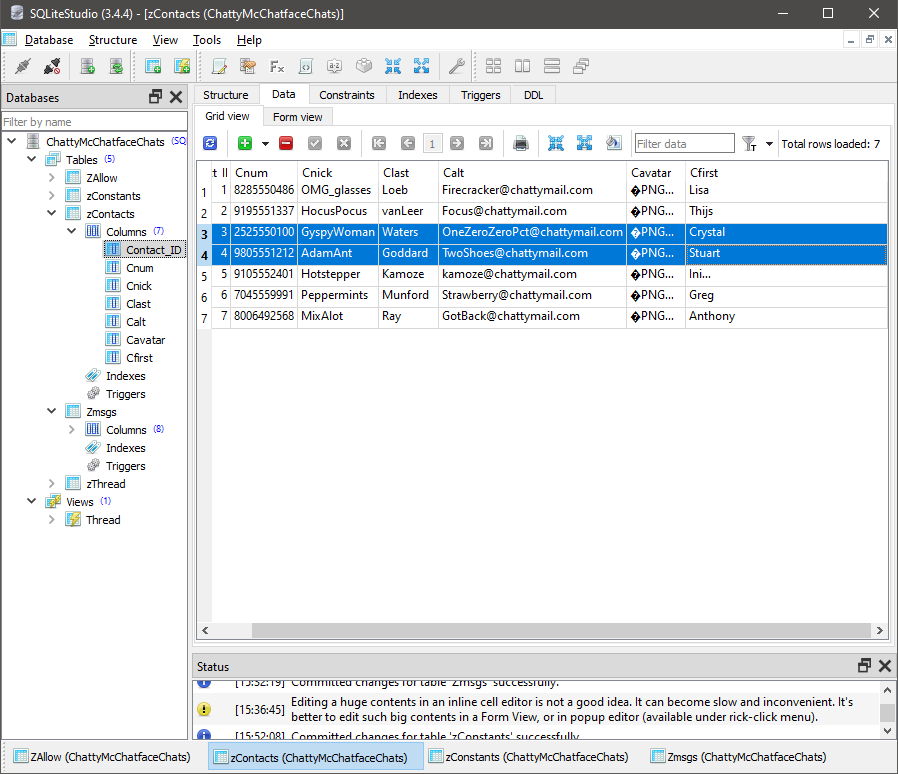 SQLiteStudio (3.4.4) - [zContacts (ChattyMcChatfaceChats)]
Database Structure View Tools Help
Databases
Filter by name
ChattyMcChatfaceChats (SQ
Tables (5)
ZAllow
zConstants
zContacts
Columns (7)
Contact_ID
Cnum
Cnick
Clast
Calt
Cavatar
Cfirst
Indexes
Triggers
Zmsgs
Columns (8)
Indexes
Triggers
zThread
Views (1)
Thread
Structure Data Constraints Indexes Triggers DDL
Grid view Form view
1 Filter data Total rows loaded: 7
Cnum Cnick Clast Calt Cavatar Cfirst
1 1 8285550486 OMG_glasses Loeb Firecracker@chattymail.com �PNG... Lisa
2 2 9195551337 HocusPocus vanLeer Focus@chattymail.com �PNG... Thijs
3 3 2525550100 GyspyWoman Waters OneZeroZeroPct@chattymail.com �PNG... Crystal
4 4 9805551212 AdamAnt Goddard TwoShoes@chattymail.com �PNG... Stuart
5 5 9105552401 Hotstepper Kamoze kamoze@chattymail.com �PNG... Ini...
6 6 7045559991 Peppermints Munford Strawberry@chattymail.com �PNG... Greg
7 7 8006492568 MixAlot Ray GotBack@chattymail.com �PNG... Anthony
Status
[15:32:19] Committed changes for table 'Zmsgs' successfully.
[15:36:45] Editing a huge contents in an inline cell editor is not a good idea. It can become slow and inconvenient. It's
better to edit such big contents in a Form View, or in popup editor (available under rick-click menu).
[15:52:08] Committed changes for table 'zConstants' successfully.
ZAllow (ChattyMcChatfaceChats) zContacts (ChattyMcChatfaceChats) zConstants (ChattyMcChatfaceChats) Zmsgs (ChattyMcChatfaceChats)